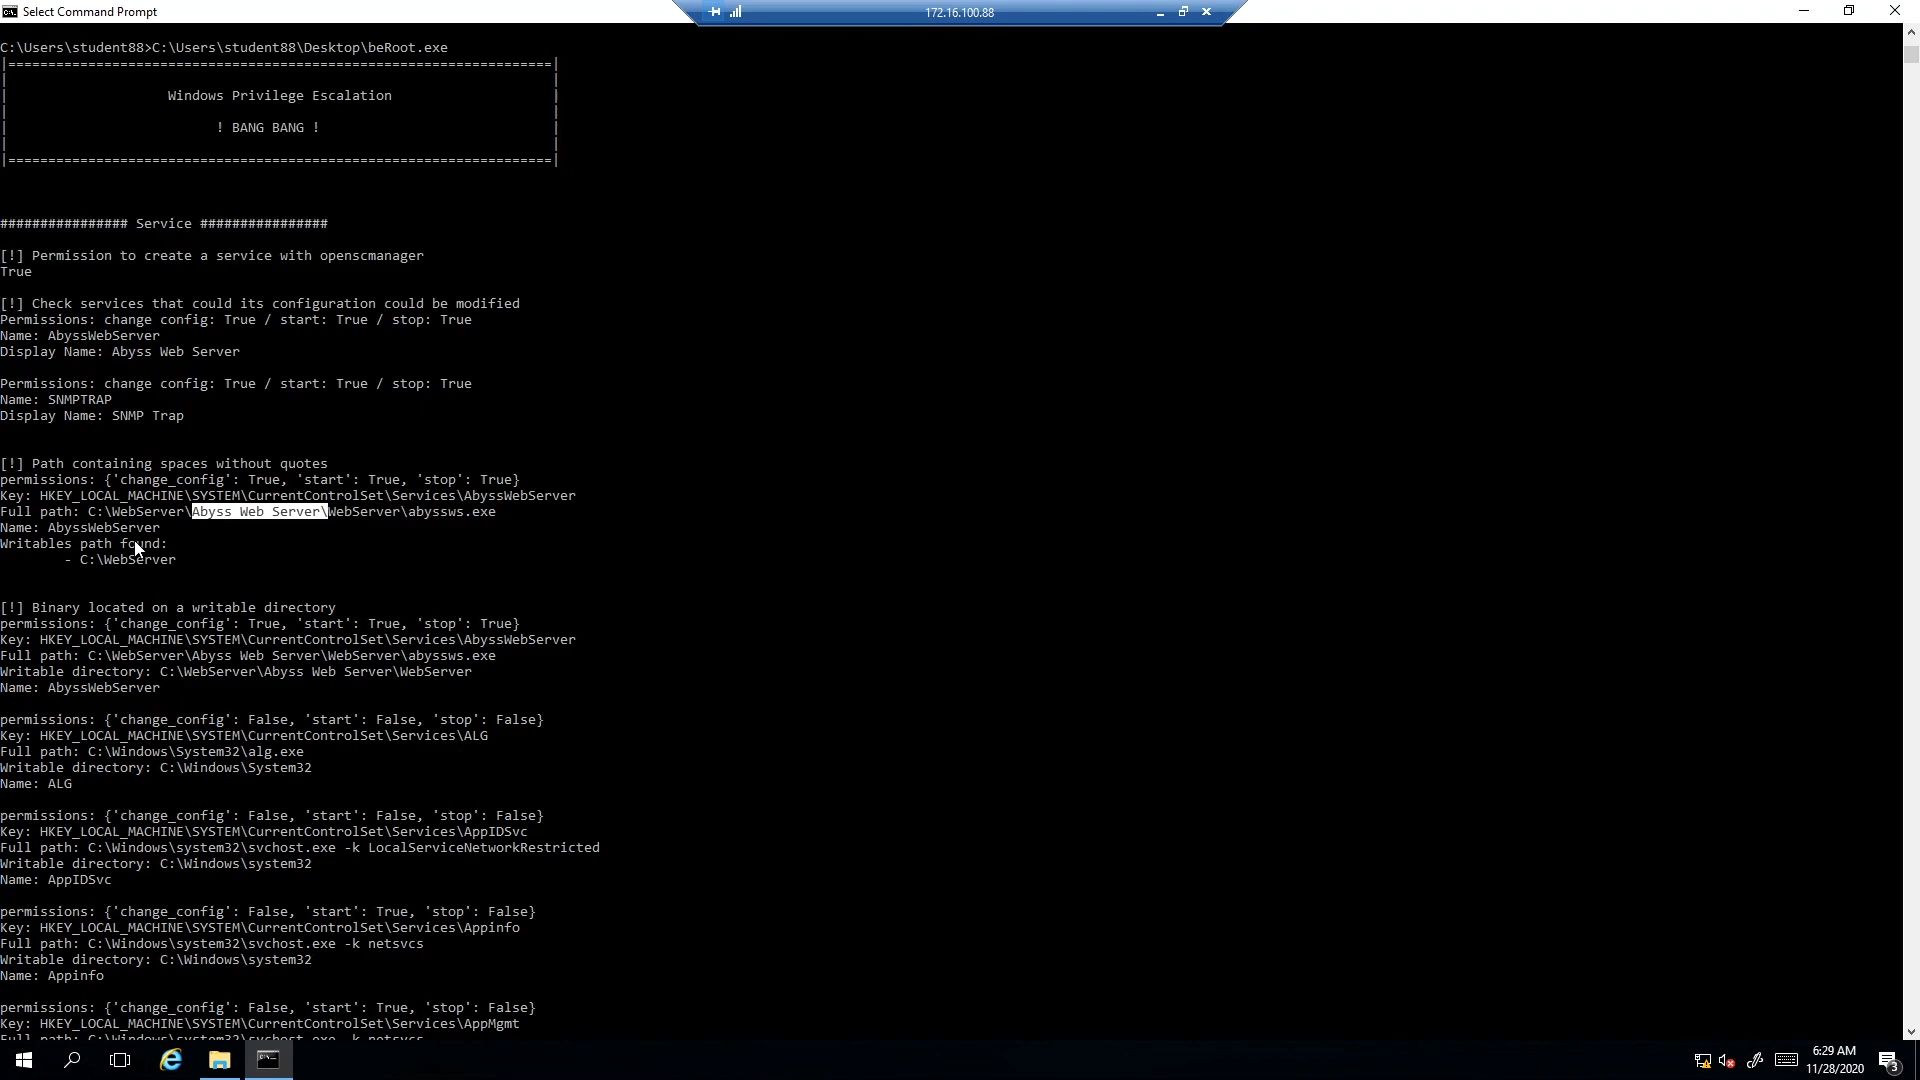 Select Command Prompt
172.16.100.88
C:\Users\student88>C:\Users\student88\Desktop\beRoot.exe
|====================================================================|
|                                                                    |
|                    Windows Privilege Escalation                    |
|                                                                    |
|                          ! BANG BANG !                             |
|                                                                    |
|====================================================================|
################ Service ################
[!] Permission to create a service with openscmanager
True
[!] Check services that could its configuration could be modified
Permissions: change config: True / start: True / stop: True
Name: AbyssWebServer
Display Name: Abyss Web Server
Permissions: change config: True / start: True / stop: True
Name: SNMPTRAP
Display Name: SNMP Trap
[!] Path containing spaces without quotes
permissions: {'change_config': True, 'start': True, 'stop': True}
Key: HKEY_LOCAL_MACHINE\SYSTEM\CurrentControlSet\Services\AbyssWebServer
Full path: C:\WebServer\Abyss Web Server\WebServer\abyssws.exe
Name: AbyssWebServer
Writables path found:
- C:\WebServer
[!] Binary located on a writable directory
permissions: {'change_config': True, 'start': True, 'stop': True}
Key: HKEY_LOCAL_MACHINE\SYSTEM\CurrentControlSet\Services\AbyssWebServer
Full path: C:\WebServer\Abyss Web Server\WebServer\abyssws.exe
Writable directory: C:\WebServer\Abyss Web Server\WebServer
Name: AbyssWebServer
permissions: {'change_config': False, 'start': False, 'stop': False}
Key: HKEY_LOCAL_MACHINE\SYSTEM\CurrentControlSet\Services\ALG
Full path: C:\Windows\System32\alg.exe
Writable directory: C:\Windows\System32
Name: ALG
permissions: {'change_config': False, 'start': False, 'stop': False}
Key: HKEY_LOCAL_MACHINE\SYSTEM\CurrentControlSet\Services\AppIDSvc
Full path: C:\Windows\system32\svchost.exe -k LocalServiceNetworkRestricted
Writable directory: C:\Windows\system32
Name: AppIDSvc
permissions: {'change_config': False, 'start': True, 'stop': False}
Key: HKEY_LOCAL_MACHINE\SYSTEM\CurrentControlSet\Services\Appinfo
Full path: C:\Windows\system32\svchost.exe -k netsvcs
Writable directory: C:\Windows\system32
Name: Appinfo
permissions: {'change_config': False, 'start': True, 'stop': False}
Key: HKEY_LOCAL_MACHINE\SYSTEM\CurrentControlSet\Services\AppMgmt
Full path: C:\Windows\system32\svchost.exe -k netsvcs
6:29 AM
11/28/2020
3